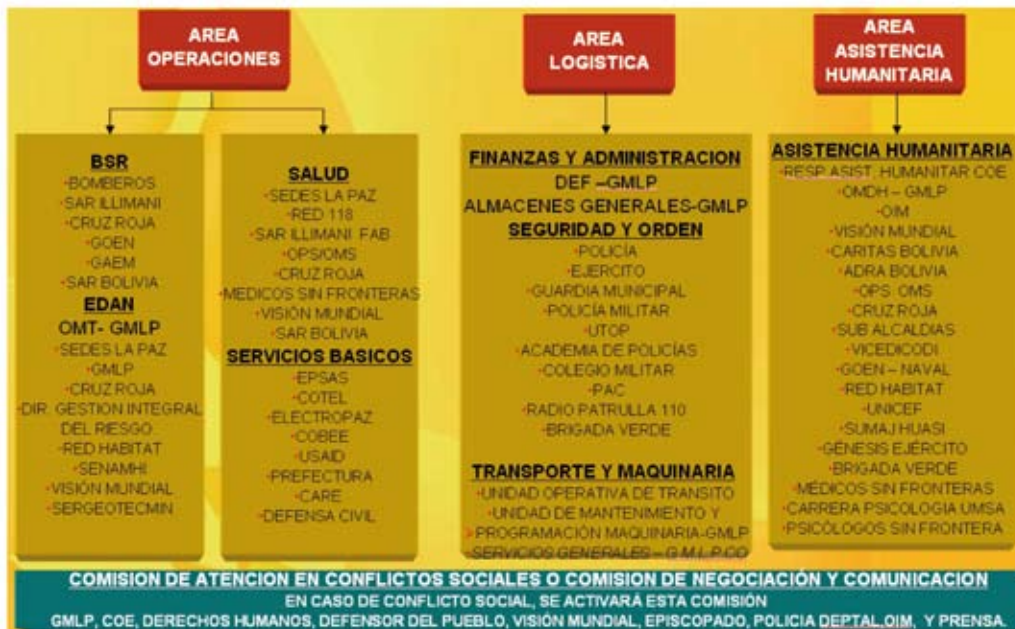 AREA
OPERACIONES
BSR
•BOMBEROS
•SAR ILLIMANI
•CRUZ ROJA
•GOEN
•GAEM
•SAR BOLIVIA
EDAN
OMT- GMLP
•SEDES LA PAZ
•GMLP
•CRUZ ROJA
•DIR. GESTION INTEGRAL
DEL RIESGO
•RED HABITAT
•SENAMHI
•VISIÓN MUNDIAL
•SERGEOTECMIN
SALUD
•SEDES LA PAZ
•RED 118
•SAR ILLIMANI. FAB
•OPS/OMS
•CRUZ ROJA
•MEDICOS SIN FRONTERAS
•VISIÓN MUNDIAL
•SAR BOLIVIA
SERVICIOS BASICOS
•EPSAS
•COTEL
•ELECTROPAZ
•COBEE
•USAID
•PREFECTURA
•CARE
•DEFENSA CIVIL
AREA
LOGISTICA
FINANZAS Y ADMINISTRACION
DEF –GMLP
ALMACENES GENERALES-GMLP
SEGURIDAD Y ORDEN
•POLICÍA
•EJERCITO
•GUARDIA MUNICIPAL
•POLICÍA MILITAR
•UTOP
•ACADEMIA DE POLICÍAS
•COLEGIO MILITAR
•PAC
•RADIO PATRULLA 110
•BRIGADA VERDE
TRANSPORTE Y MAQUINARIA
•UNIDAD OPERATIVA DE TRANSITO
•UNIDAD DE MANTENIMIENTO Y
➢PROGRAMACIÓN MAQUINARIA-GMLP
•SERVICIOS GENERALES – G.M.L.P.CO
AREA
ASISTENCIA
HUMANITARIA
ASISTENCIA HUMANITARIA
•RESP.ASIST. HUMANITAR COE
•OMDH – GMLP
•OIM
•VISIÓN MUNDIAL
•CARITAS BOLIVIA
•ADRA BOLIVIA
•OPS. OMS
•CRUZ ROJA
•SUB ALCALDIAS
•VICEDICODI
•GOEN – NAVAL
•RED HABITAT
•UNICEF
•SUMAJ HUASI
•GÉNESIS EJÉRCITO
•BRIGADA VERDE
•MÉDICOS SIN FRONTERAS
•CARRERA PSICOLOGIA UMSA
•PSICÓLOGOS SIN FRONTERA
COMISION DE ATENCION EN CONFLICTOS SOCIALES O COMISION DE NEGOCIACIÓN Y COMUNICACION
EN CASO DE CONFLICTO SOCIAL, SE ACTIVARÁ ESTA COMISIÓN
GMLP, COE, DERECHOS HUMANOS, DEFENSOR DEL PUEBLO, VISIÓN MUNDIAL, EPISCOPADO, POLICIA DEPTAL,OIM, Y PRENSA.